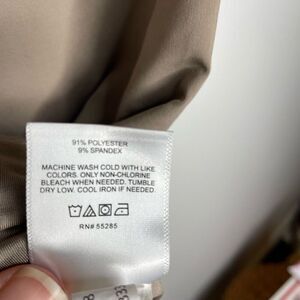 91% POLYESTER
9% SPANDEX
MACHINE WASH COLD WITH LIKE
COLORS. ONLY NON-CHLORINE
BLEACH WHEN NEEDED. TUMBLE
DRY LOW. COOL IRON IF NEEDED.
RN# 55285